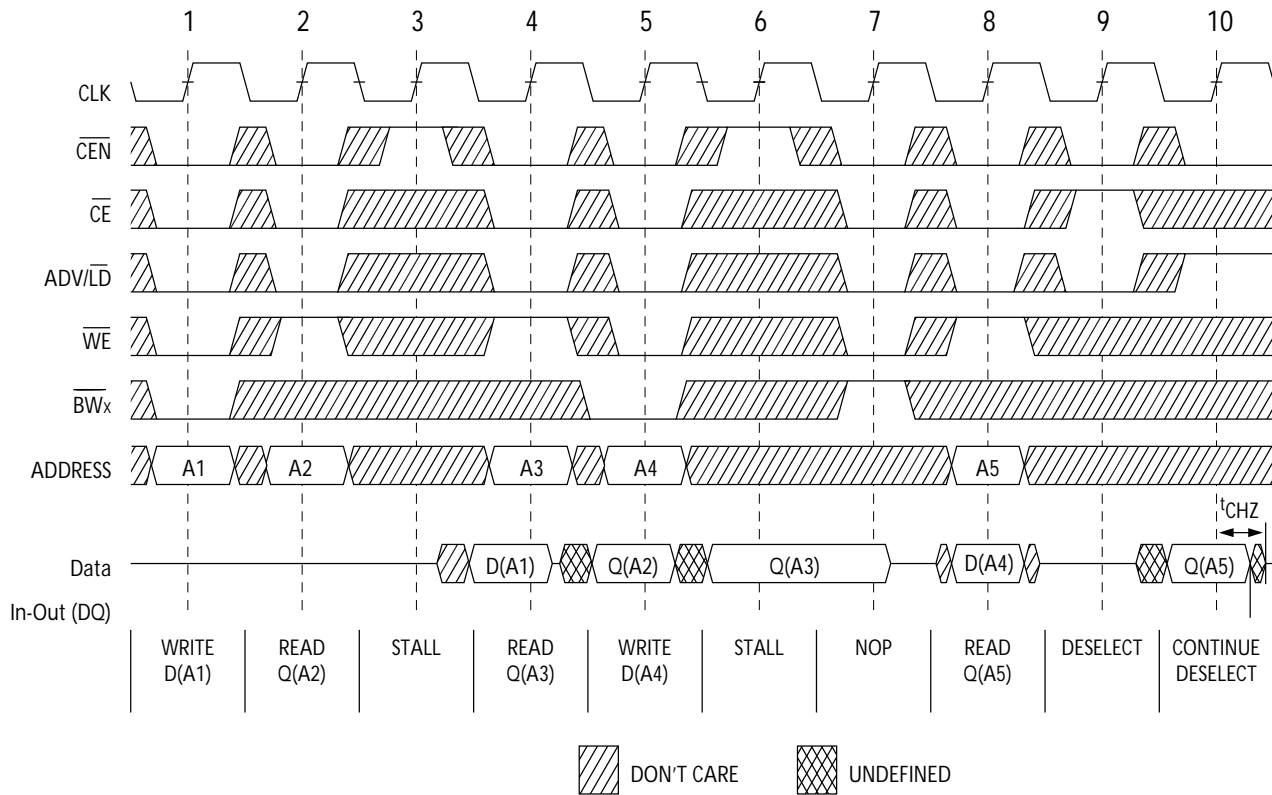 1 2 3 4 5 6 7 8 9 10
CLK
CEN
CE
ADV/LD
WE
BWx
ADDRESS A1 A2 A3 A4 A5
tCHZ
Data D(A1) Q(A2) Q(A3) D(A4) Q(A5)
In-Out (DQ)
WRITE READ STALL READ WRITE STALL NOP READ DESELECT CONTINUE
D(A1) Q(A2) Q(A3) D(A4) Q(A5) DESELECT
DON'T CARE UNDEFINED